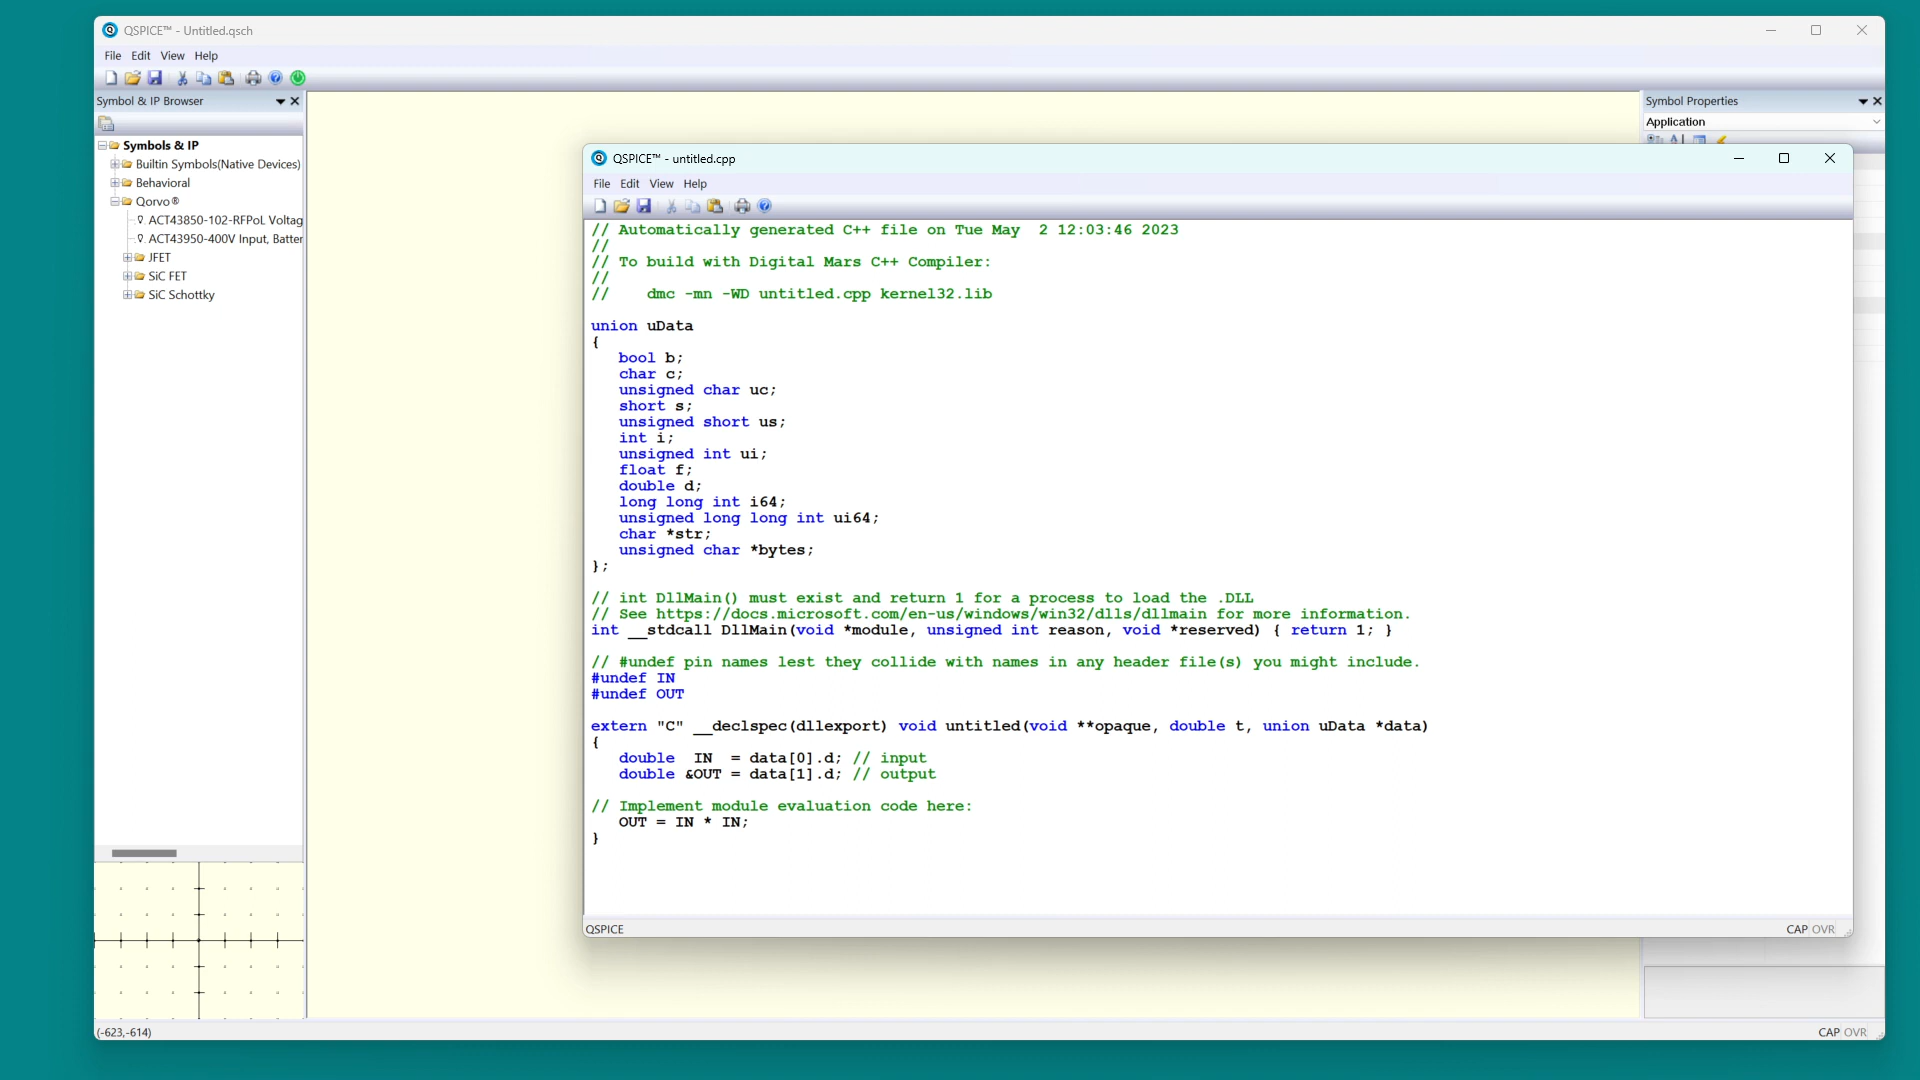 QSPICE™ - Untitled.qsch
File Edit View Help
Symbol & IP Browser
Symbols & IP
Builtin Symbols(Native Devices)
Behavioral
Qorvo®
ACT43850-102-RFPoL Voltag
ACT43950-400V Input, Batter
JFET
SiC FET
SiC Schottky
(-623,-614)
Symbol Properties
Application
CAP OVR
QSPICE™ - untitled.cpp
File Edit View Help
// Automatically generated C++ file on Tue May  2 12:03:46 2023
//
// To build with Digital Mars C++ Compiler:
//
//    dmc -mn -WD untitled.cpp kernel32.lib
union uData
{
   bool b;
   char c;
   unsigned char uc;
   short s;
   unsigned short us;
   int i;
   unsigned int ui;
   float f;
   double d;
   long long int i64;
   unsigned long long int ui64;
   char *str;
   unsigned char *bytes;
};
// int DllMain() must exist and return 1 for a process to load the .DLL
// See https://docs.microsoft.com/en-us/windows/win32/dlls/dllmain for more information.
int __stdcall DllMain(void *module, unsigned int reason, void *reserved) { return 1; }
// #undef pin names lest they collide with names in any header file(s) you might include.
#undef IN
#undef OUT
extern "C" __declspec(dllexport) void untitled(void **opaque, double t, union uData *data)
{
   double  IN  = data[0].d; // input
   double &OUT = data[1].d; // output
// Implement module evaluation code here:
   OUT = IN * IN;
}
QSPICE
CAP OVR